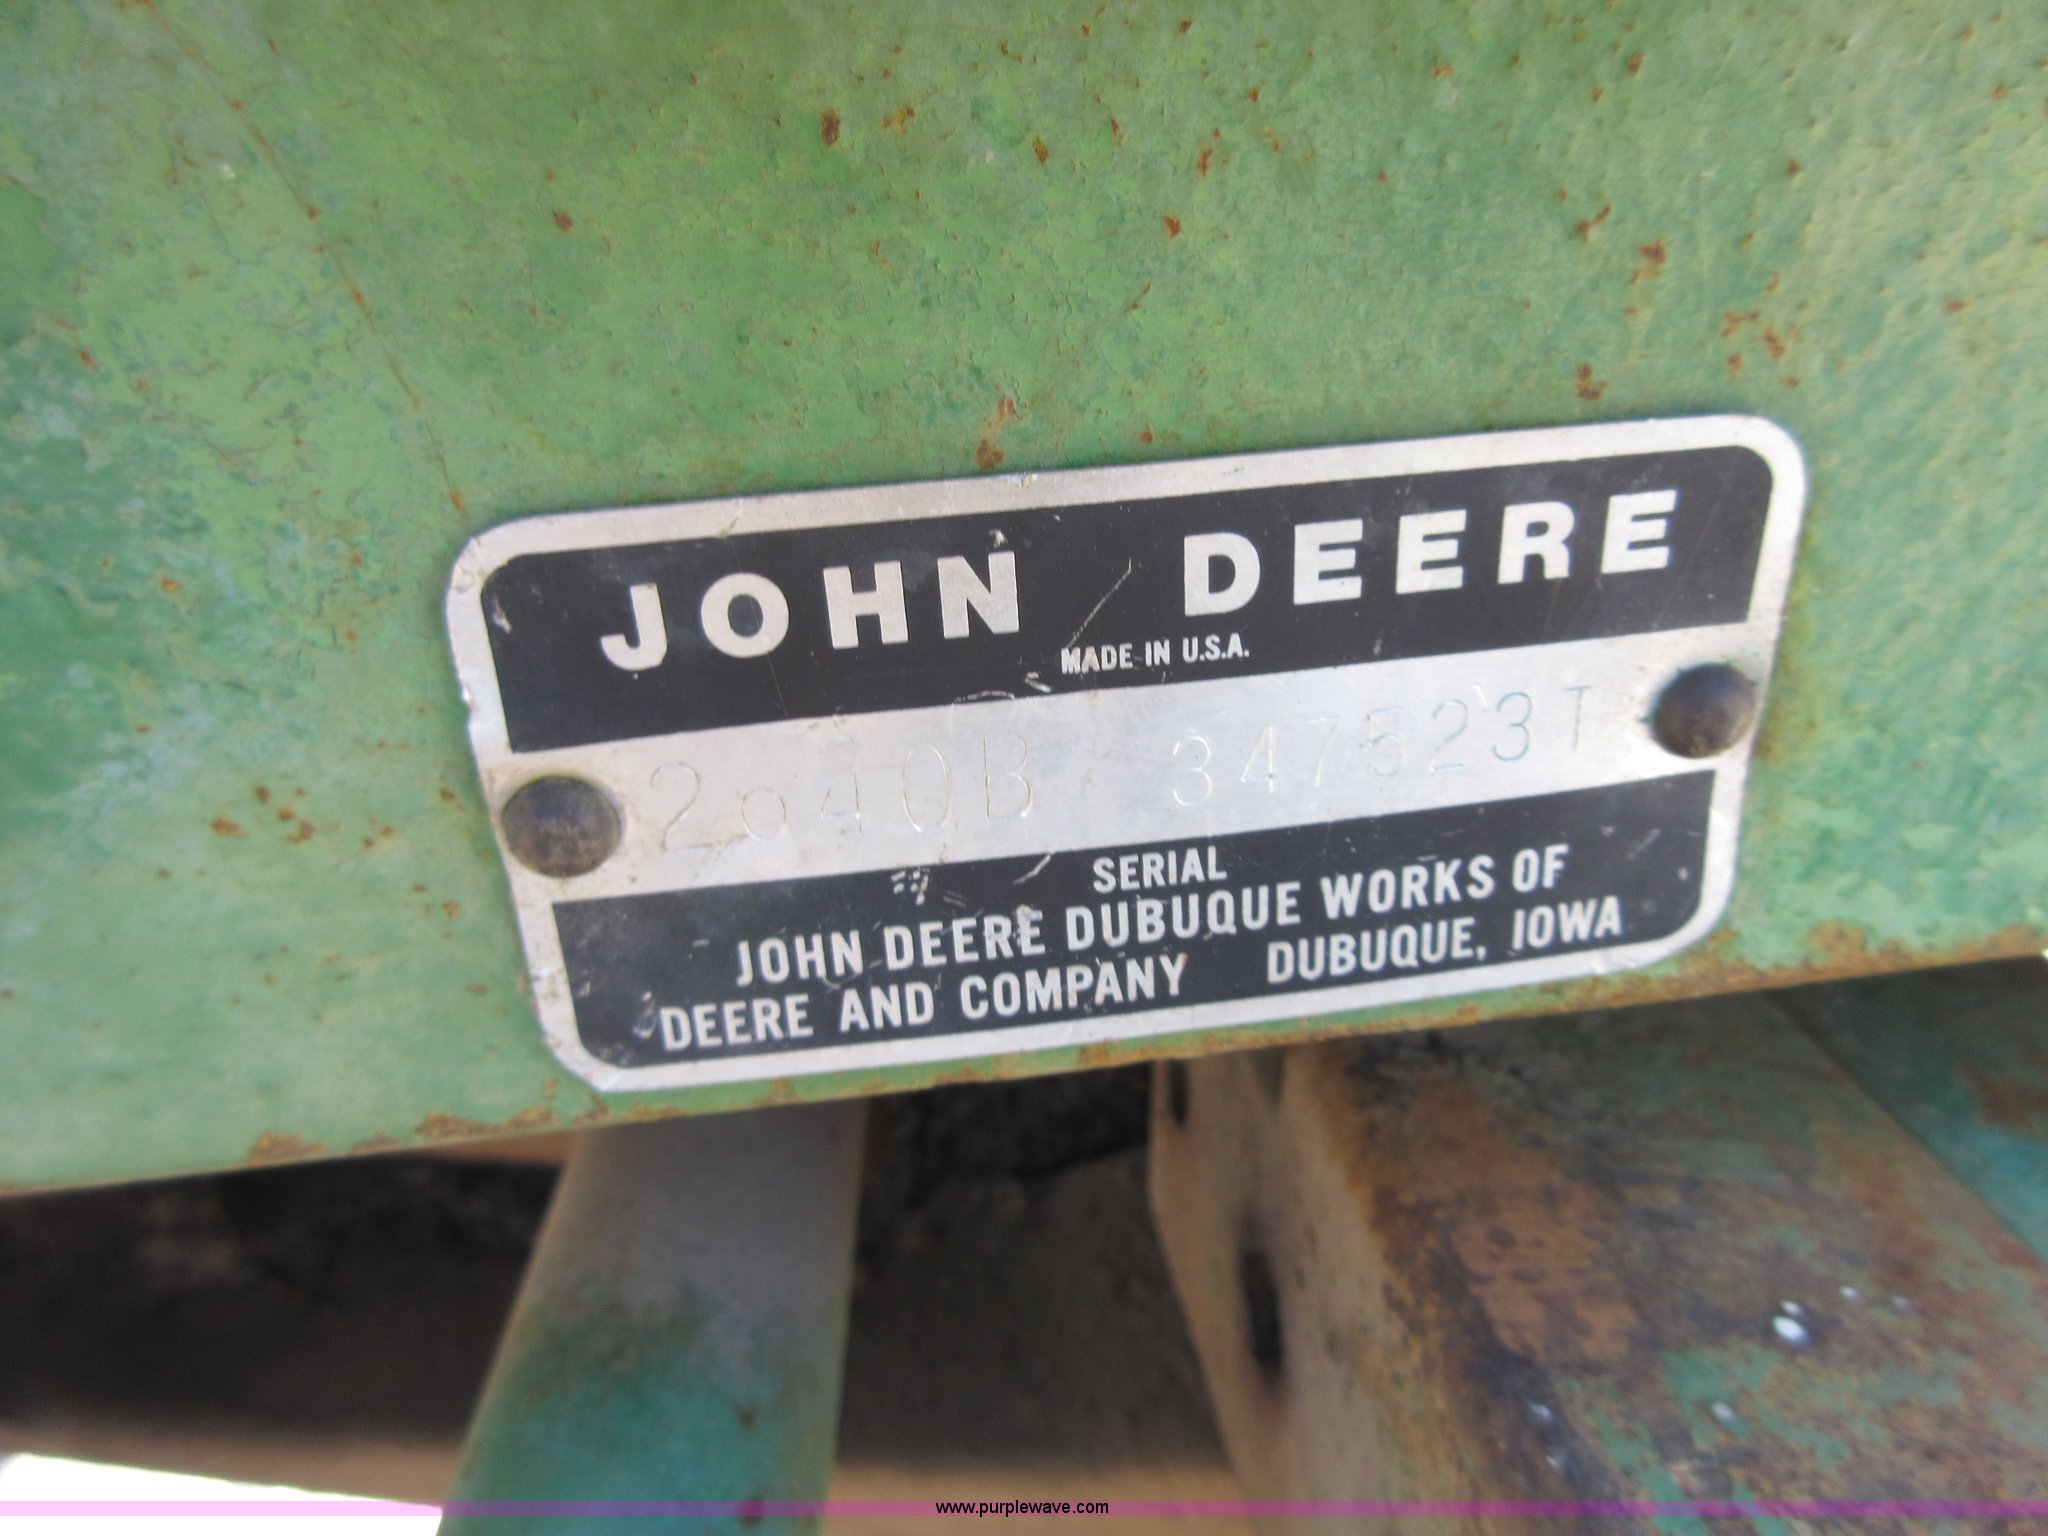 JOHN DEERE
MADE IN U.S.A.
2640B 347523T
SERIAL
JOHN DEERE DUBUQUE WORKS OF
DEERE AND COMPANY DUBUQUE, IOWA
www.purplewave.com